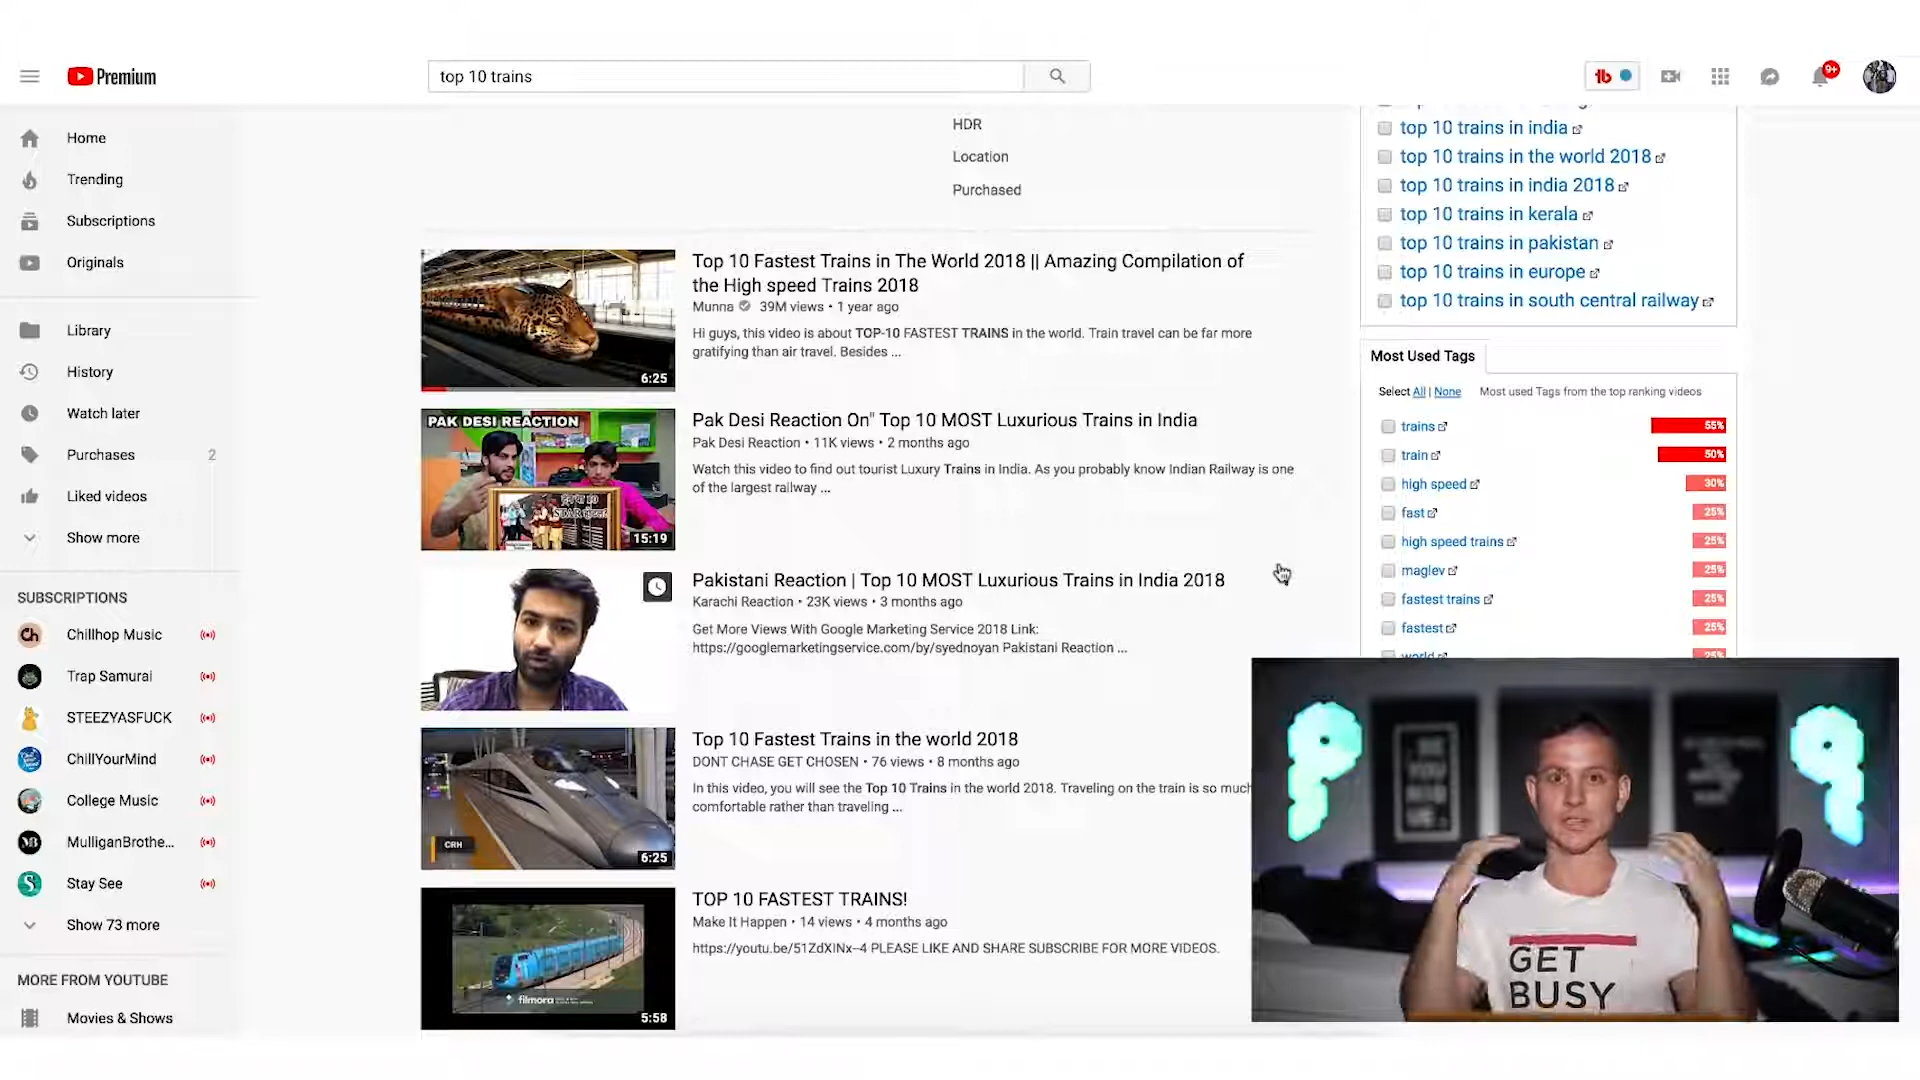 Premium
top 10 trains
9+
Home
Trending
Subscriptions
Originals
Library
History
Watch later
Purchases 2
Liked videos
Show more
SUBSCRIPTIONS
Chillhop Music
Trap Samurai
STEEZYASFUCK
ChillYourMind
College Music
MulliganBrothe...
Stay See
Show 73 more
MORE FROM YOUTUBE
Movies & Shows
HDR
Location
Purchased
6:25
Top 10 Fastest Trains in The World 2018 || Amazing Compilation of
the High speed Trains 2018
Munna 39M views • 1 year ago
Hi guys, this video is about TOP-10 FASTEST TRAINS in the world. Train travel can be far more
gratifying than air travel. Besides ...
PAK DESI REACTION
15:19
Pak Desi Reaction On" Top 10 MOST Luxurious Trains in India
Pak Desi Reaction • 11K views • 2 months ago
Watch this video to find out tourist Luxury Trains in India. As you probably know Indian Railway is one
of the largest railway ...
Pakistani Reaction | Top 10 MOST Luxurious Trains in India 2018
Karachi Reaction • 23K views • 3 months ago
Get More Views With Google Marketing Service 2018 Link:
https://googlemarketingservice.com/by/syednoyan Pakistani Reaction ...
CRH
6:25
Top 10 Fastest Trains in the world 2018
DONT CHASE GET CHOSEN • 76 views • 8 months ago
In this video, you will see the Top 10 Trains in the world 2018. Traveling on the train is so much
comfortable rather than traveling ...
filmora
5:58
TOP 10 FASTEST TRAINS!
Make It Happen • 14 views • 4 months ago
https://youtu.be/51ZdXINx--4 PLEASE LIKE AND SHARE SUBSCRIBE FOR MORE VIDEOS.
top 10 trains in india
top 10 trains in the world 2018
top 10 trains in india 2018
top 10 trains in kerala
top 10 trains in pakistan
top 10 trains in europe
top 10 trains in south central railway
Most Used Tags
Select All | None Most used Tags from the top ranking videos
trains 55%
train 50%
high speed 30%
fast 25%
high speed trains 25%
maglev 25%
fastest trains 25%
fastest 25%
world 25%
GET
BUSY